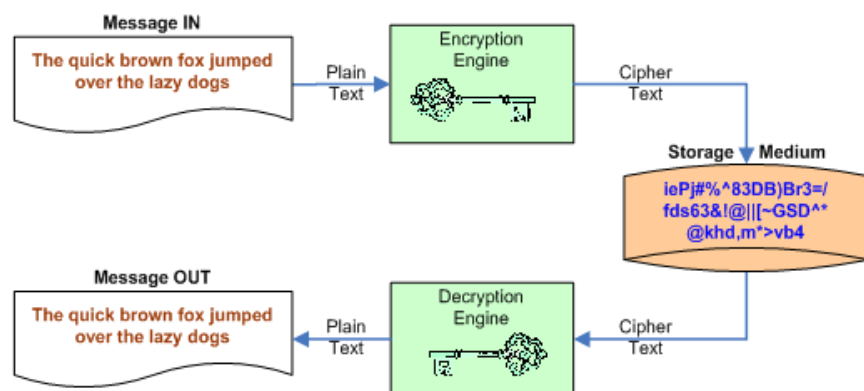 Message IN
The quick brown fox jumped
over the lazy dogs
Plain
Text
Encryption
Engine
Cipher
Text
Storage Medium
iePj#%^83DB)Br3=/
fds63&!@||[~GSD^*
@khd,m*>vb4
Message OUT
The quick brown fox jumped
over the lazy dogs
Plain
Text
Decryption
Engine
Cipher
Text